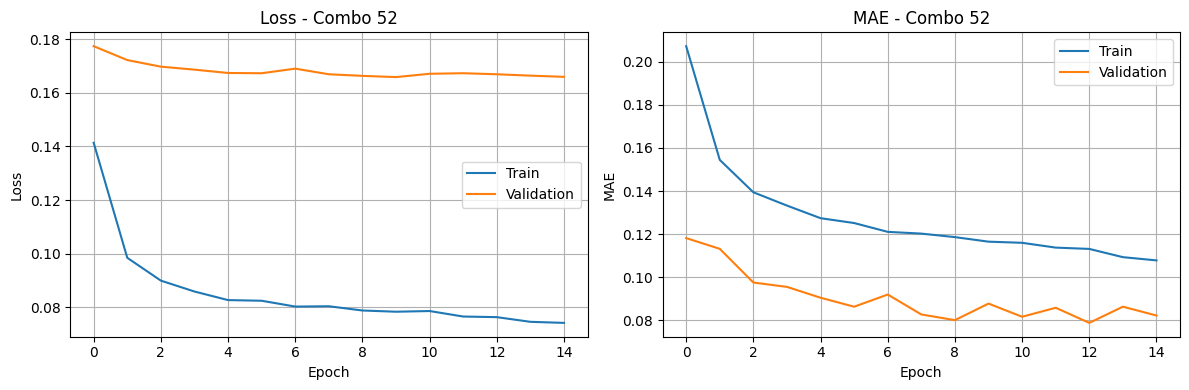 Loss - Combo 52
0.18
0.16
0.14
0.12
0.10
0.08
Loss
Train
Validation
0 2 4 6 8 10 12 14
Epoch
MAE - Combo 52
0.20
0.18
0.16
0.14
0.12
0.10
0.08
MAE
Train
Validation
0 2 4 6 8 10 12 14
Epoch